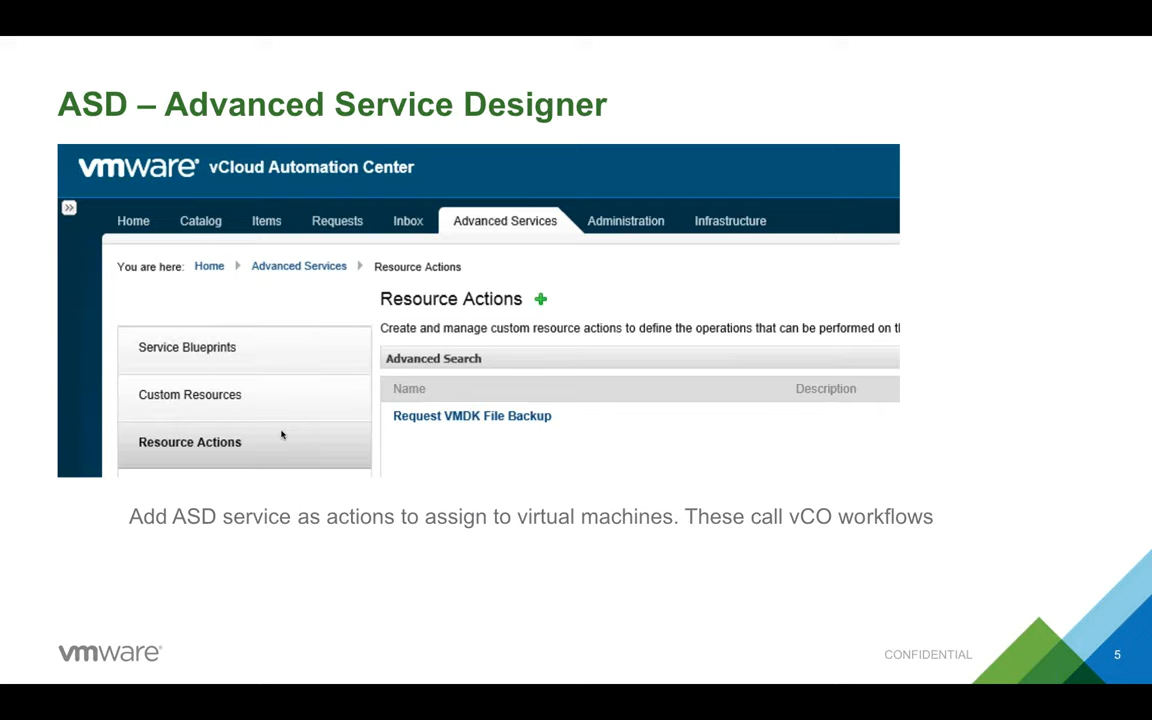 ASD – Advanced Service Designer
vmware® vCloud Automation Center
Home Catalog Items Requests Inbox Advanced Services Administration Infrastructure
You are here: Home Advanced Services Resource Actions
Resource Actions
Create and manage custom resource actions to define the operations that can be performed on
Service Blueprints
Advanced Search
Name Description
Custom Resources
Request VMDK File Backup
Resource Actions
Add ASD service as actions to assign to virtual machines. These call vCO workflows
vmware®
CONFIDENTIAL
5